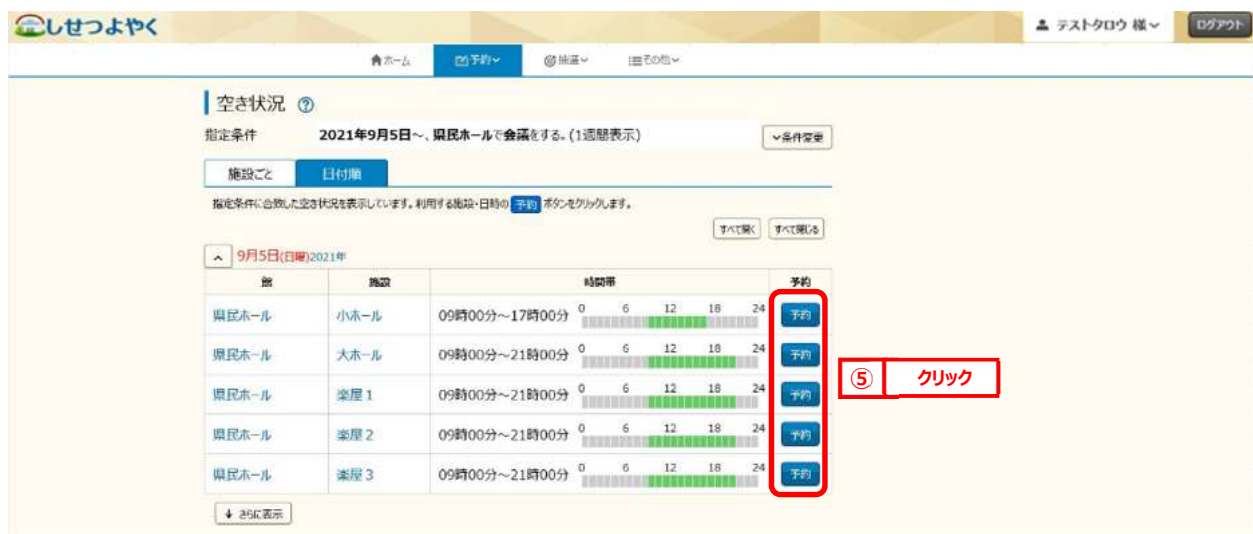 しせつよやく
テストタロウ 様
ログアウト
ホーム 予約 抽選 その他
空き状況 ?
指定条件 2021年9月5日～、県民ホールで会議をする。(1週間表示) 条件変更
施設ごと 日付順
指定条件に合致した空き状況を表示しています。利用する施設・日時の 予約 ボタンをクリックします。
すべて開く すべて閉じる
9月5日(日曜)2021年
館 施設 時間帯 予約
県民ホール 小ホール 09時00分～17時00分 0 6 12 18 24 予約
県民ホール 大ホール 09時00分～21時00分 0 6 12 18 24 予約
県民ホール 楽屋1 09時00分～21時00分 0 6 12 18 24 予約
県民ホール 楽屋2 09時00分～21時00分 0 6 12 18 24 予約
県民ホール 楽屋3 09時00分～21時00分 0 6 12 18 24 予約
⑤ クリック
さらに表示